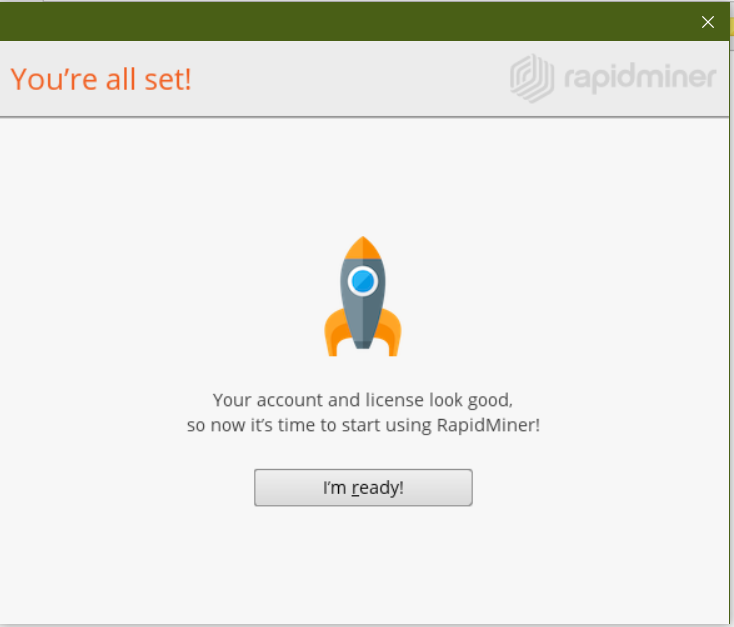 You're all set!
rapidminer
Your account and license look good,
so now it's time to start using RapidMiner!
I'm ready!